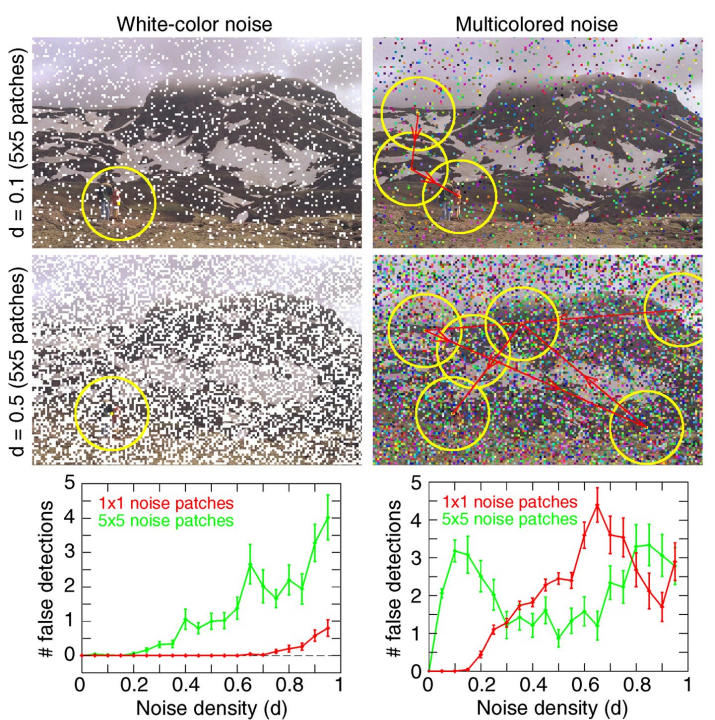 White-color noise
Multicolored noise
d = 0.1 (5x5 patches)
d = 0.5 (5x5 patches)
5
4
3
2
1
0
# false detections
1x1 noise patches
5x5 noise patches
0 0.2 0.4 0.6 0.8 1
Noise density (d)
5
4
3
2
1
0
# false detections
1x1 noise patches
5x5 noise patches
0 0.2 0.4 0.6 0.8 1
Noise density (d)